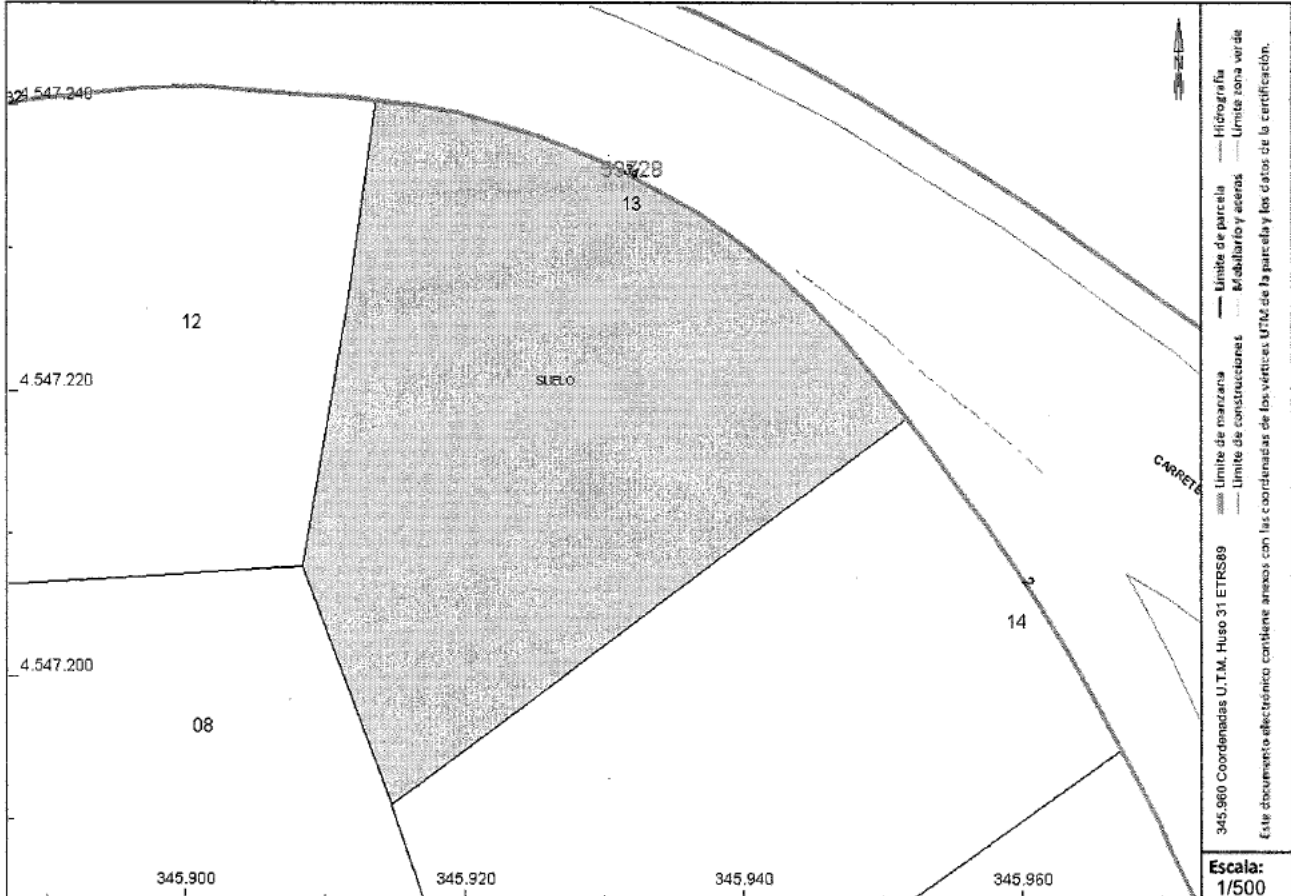 4.547.240
13
12
4.547.220
SUELO
CARRETE
2
14
4.547.200
08
345.900
345.920
345.940
345.960
345.960 Coordenadas U.T.M. Huso 31 ETRS89
Límite de manzana
Límite de parcela
Hidrografía
Límite de construcciones
Mobiliario y aceras
Límite zona verde
Este documento electrónico contiene anexos con las coordenadas de los vértices UTM de la parcela y los datos de la certificación.
Escala:
1/500